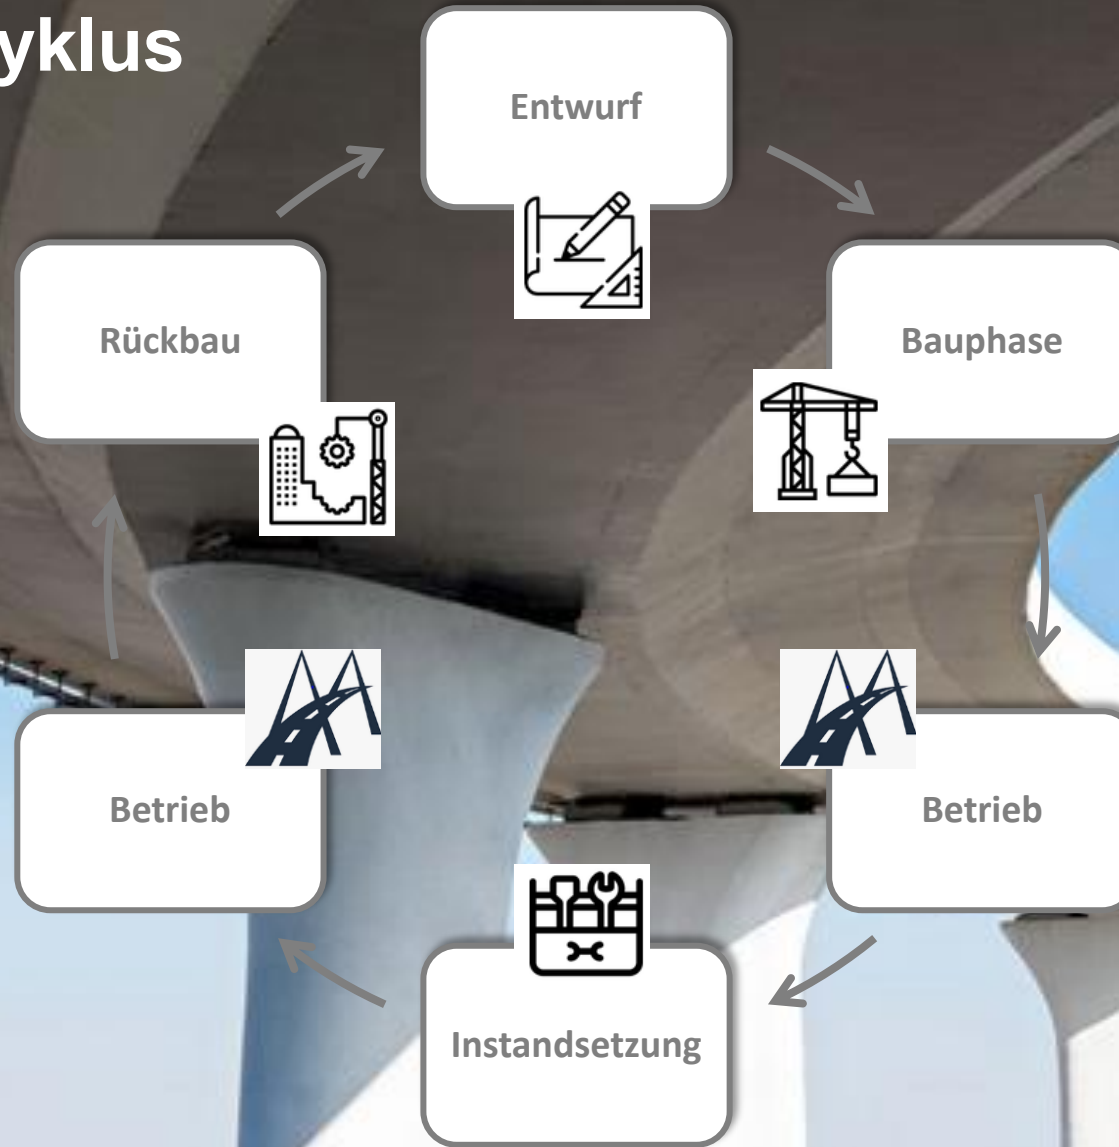 yklus
Entwurf
Rückbau
Bauphase
Betrieb
Betrieb
Instandsetzung